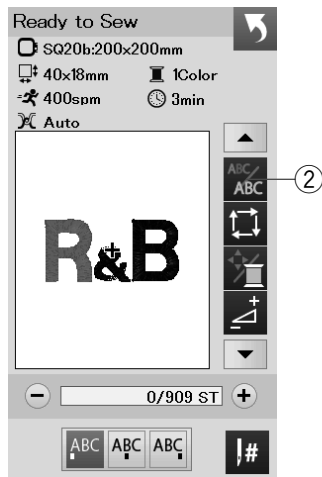 Ready to Sew
SQ20b:200x200mm
40x18mm 1Color
400spm 3min
Auto
ABC
ABC
2
R&B
0/909 ST
ABC ABC ABC
#